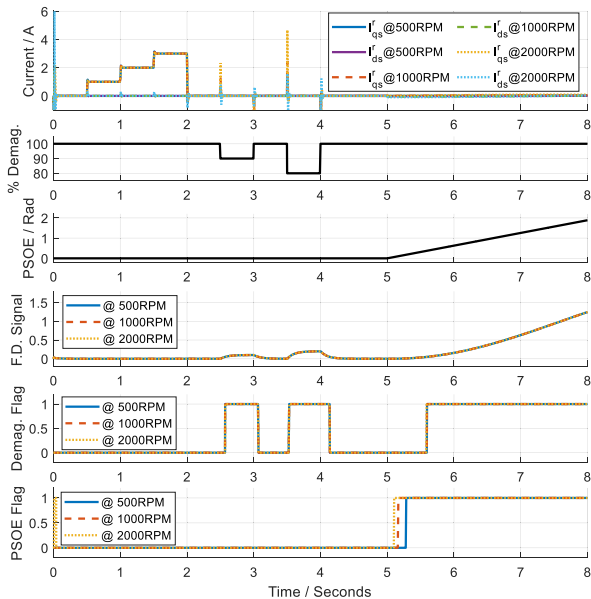 Current / A
6
4
2
0
I^r_qs@500RPM
I^r_ds@500RPM
I^r_qs@1000RPM
I^r_ds@1000RPM
I^r_qs@2000RPM
I^r_ds@2000RPM
0 1 2 3 4 5 6 7 8
% Demag.
100
90
80
0 1 2 3 4 5 6 7 8
PSOE / Rad
2
1
0
0 1 2 3 4 5 6 7 8
F.D. Signal
1.5
1
0.5
0
@ 500RPM
@ 1000RPM
@ 2000RPM
0 1 2 3 4 5 6 7 8
Demag. Flag
1
0.5
0
@ 500RPM
@ 1000RPM
@ 2000RPM
0 1 2 3 4 5 6 7 8
PSOE Flag
1
0.5
0
@ 500RPM
@ 1000RPM
@ 2000RPM
0 1 2 3 4 5 6 7 8
Time / Seconds